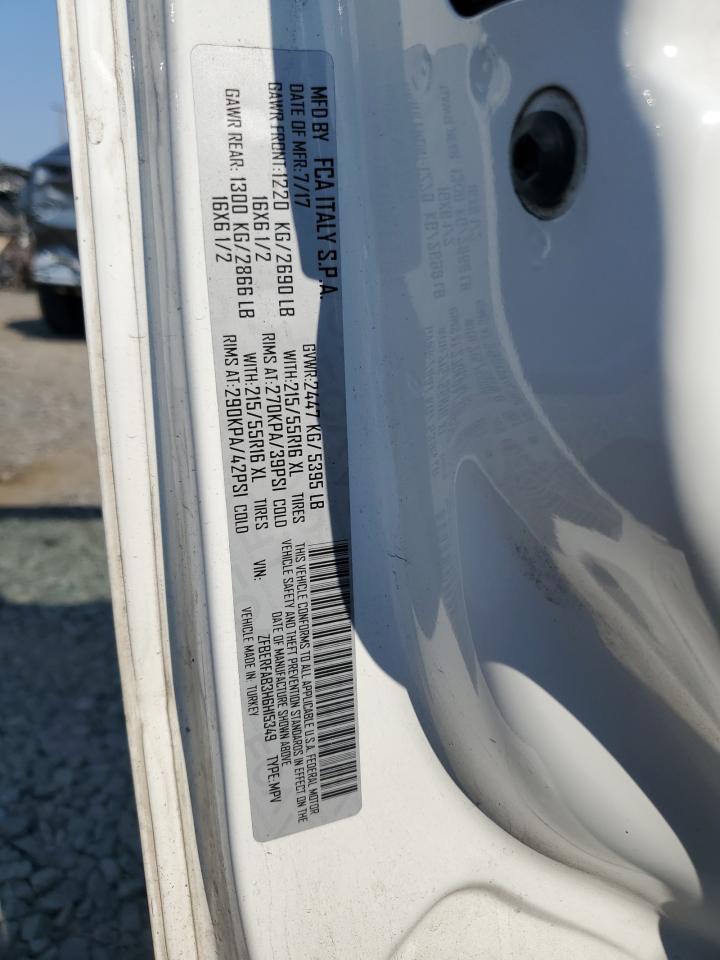 MFD BY FCA ITALY S.P.A.
DATE OF MFR:7/17 GVWR:2447 KG/5395 LB
GAWR FRONT:1220 KG/2690 LB WITH:215/55R16 XL TIRES
16X6 1/2 RIMS AT:270KPA/39PSI COLD
GAWR REAR: 1300 KG/2866 LB WITH:215/55R16 XL TIRES
16X6 1/2 RIMS AT:290KPA/42PSI COLD
THIS VEHICLE CONFORMS TO ALL APPLICABLE U.S.A. FEDERAL MOTOR
VEHICLE SAFETY AND THEFT PREVENTION STANDARDS IN EFFECT ON THE
DATE OF MANUFACTURE SHOWN ABOVE
VIN: ZFBERFAB3H6H15349 TYPE:MPV
VEHICLE MADE IN TURKEY